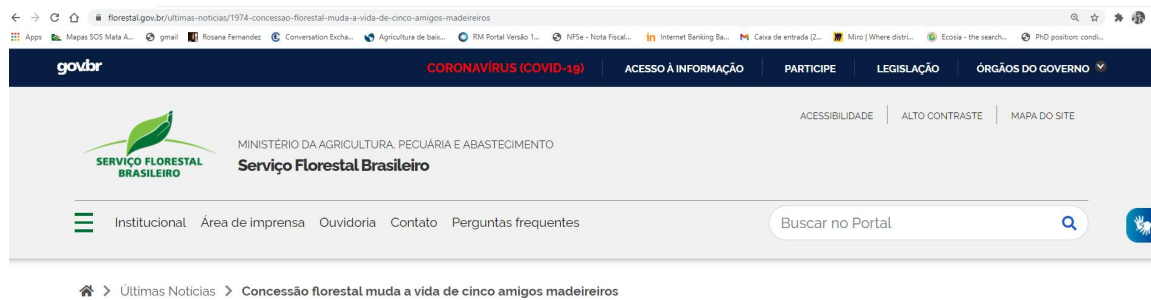 florestal.gov.br/ultimas-noticias/1974-concessao-florestal-muda-a-vida-de-cinco-amigos-madeireiros
Apps Mapas SOS Mata A... gmail Rosana Fernandez Conversation Excha... Agricultura de baix... RM Portal Versão 1... NFSe - Nota Fiscal... Internet Banking Ba... Caixa de entrada (2... Miro | Where distri... Ecosia - the search... PhD position: condi...
gov.br CORONAVÍRUS (COVID-19) ACESSO À INFORMAÇÃO PARTICIPE LEGISLAÇÃO ÓRGÃOS DO GOVERNO
ACESSIBILIDADE ALTO CONTRASTE MAPA DO SITE
MINISTÉRIO DA AGRICULTURA, PECUÁRIA E ABASTECIMENTO
Serviço Florestal Brasileiro
SERVIÇO FLORESTAL
BRASILEIRO
Institucional Área de imprensa Ouvidoria Contato Perguntas frequentes Buscar no Portal
Últimas Notícias > Concessão florestal muda a vida de cinco amigos madeireiros